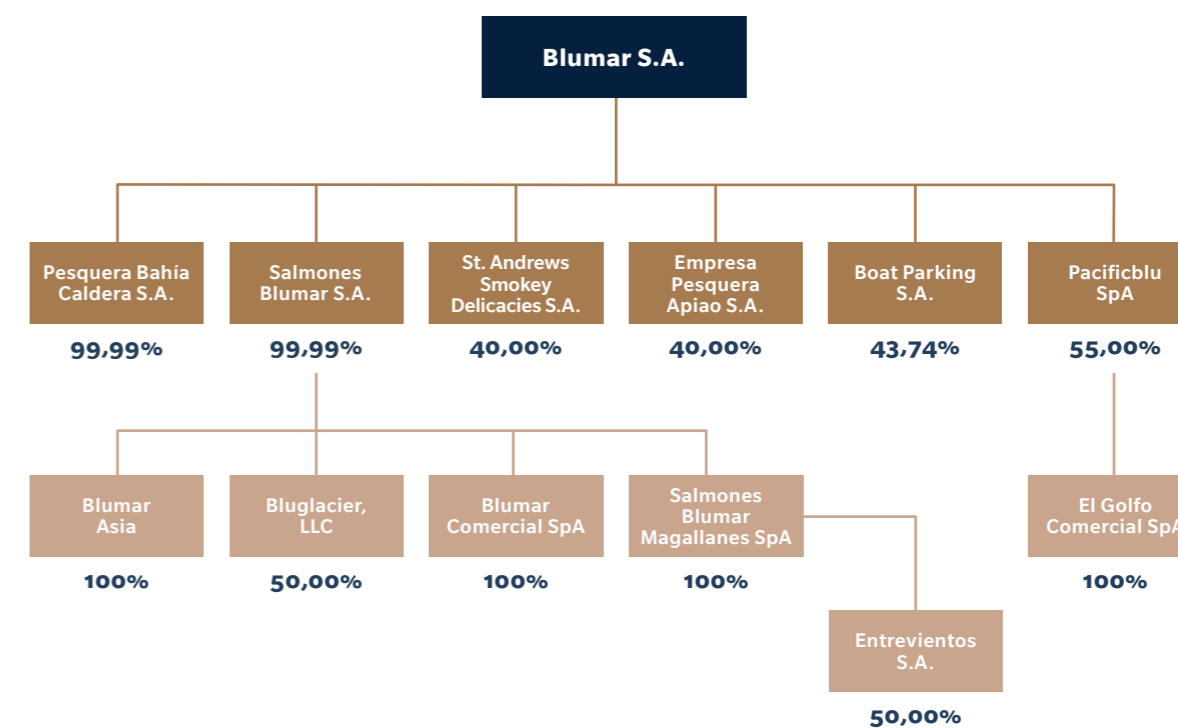 Blumar S.A.
Pesquera Bahía
Caldera S.A.
99,99%
Salmones
Blumar S.A.
99,99%
St. Andrews
Smokey
Delicacies S.A.
40,00%
Empresa
Pesquera
Apiao S.A.
40,00%
Boat Parking
S.A.
43,74%
Pacificblu
SpA
55,00%
Blumar
Asia
100%
Bluglacier,
LLC
50,00%
Blumar
Comercial SpA
100%
Salmones
Blumar
Magallanes SpA
100%
El Golfo
Comercial SpA
100%
Entrevientos
S.A.
50,00%